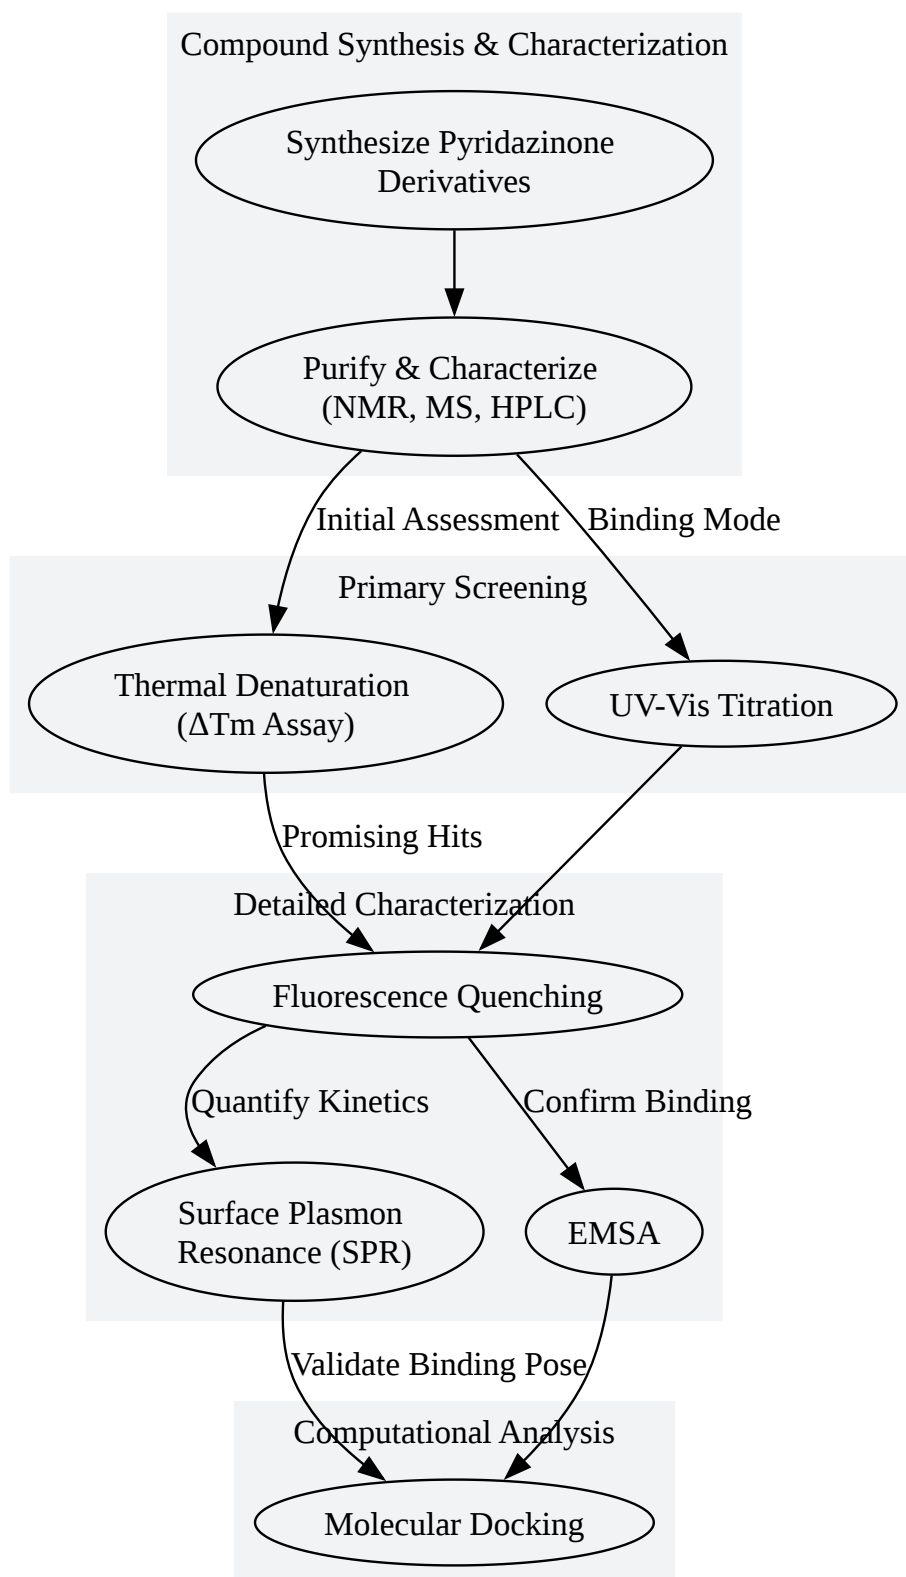 Compound Synthesis & Characterization
Synthesize Pyridazinone
Derivatives
Purify & Characterize
(NMR, MS, HPLC)
Initial Assessment
Binding Mode
Primary Screening
Thermal Denaturation
(ΔTm Assay)
UV-Vis Titration
Promising Hits
Detailed Characterization
Fluorescence Quenching
Quantify Kinetics
Confirm Binding
Surface Plasmon
Resonance (SPR)
EMSA
Validate Binding Pose
Computational Analysis
Molecular Docking